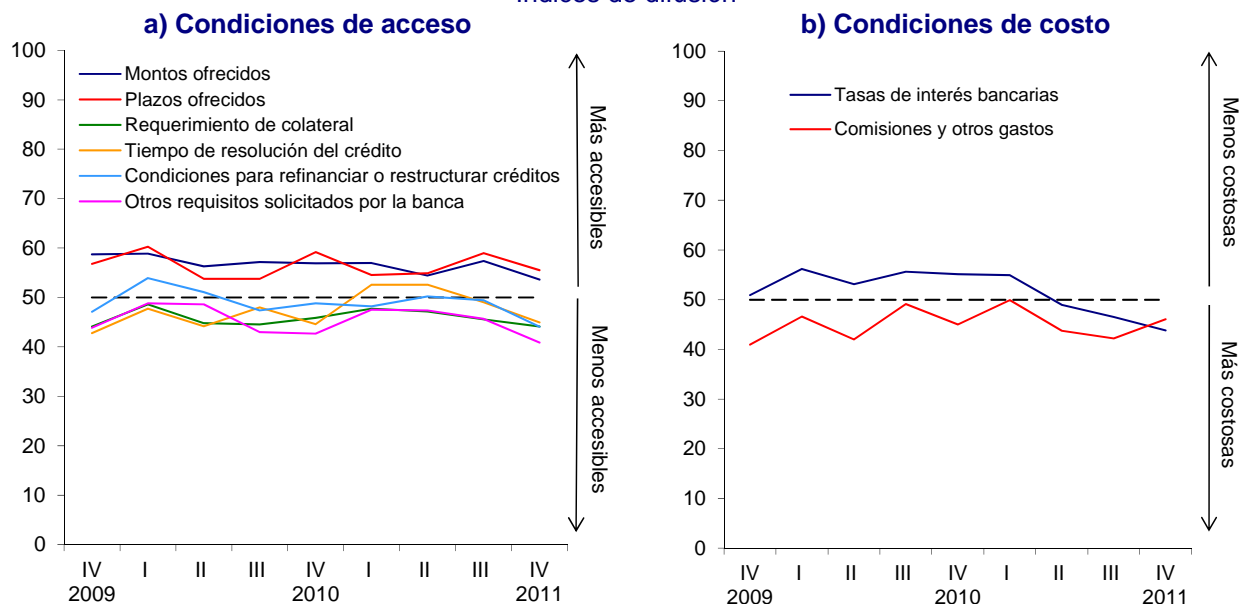 Índices de difusión
a) Condiciones de acceso
100
90
80
70
60
50
40
30
20
10
0
Montos ofrecidos
Plazos ofrecidos
Requerimiento de colateral
Tiempo de resolución del crédito
Condiciones para refinanciar o restructurar créditos
Otros requisitos solicitados por la banca
Más accesibles
Menos accesibles
IV I II III IV I II III IV
2009 2010 2011
b) Condiciones de costo
100
90
80
70
60
50
40
30
20
10
0
Tasas de interés bancarias
Comisiones y otros gastos
Menos costosas
Más costosas
IV I II III IV I II III IV
2009 2010 2011